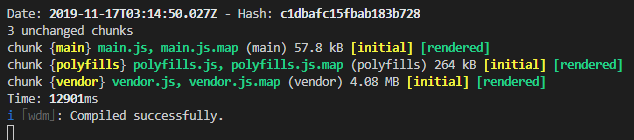 Date: 2019-11-17T03:14:50.027Z - Hash: c1dbafc15fbab183b728
3 unchanged chunks
chunk {main} main.js, main.js.map (main) 57.8 kB [initial] [rendered]
chunk {polyfills} polyfills.js, polyfills.js.map (polyfills) 264 kB [initial] [rendered]
chunk {vendor} vendor.js, vendor.js.map (vendor) 4.08 MB [initial] [rendered]
Time: 12901ms
i ｢wdm｣: Compiled successfully.